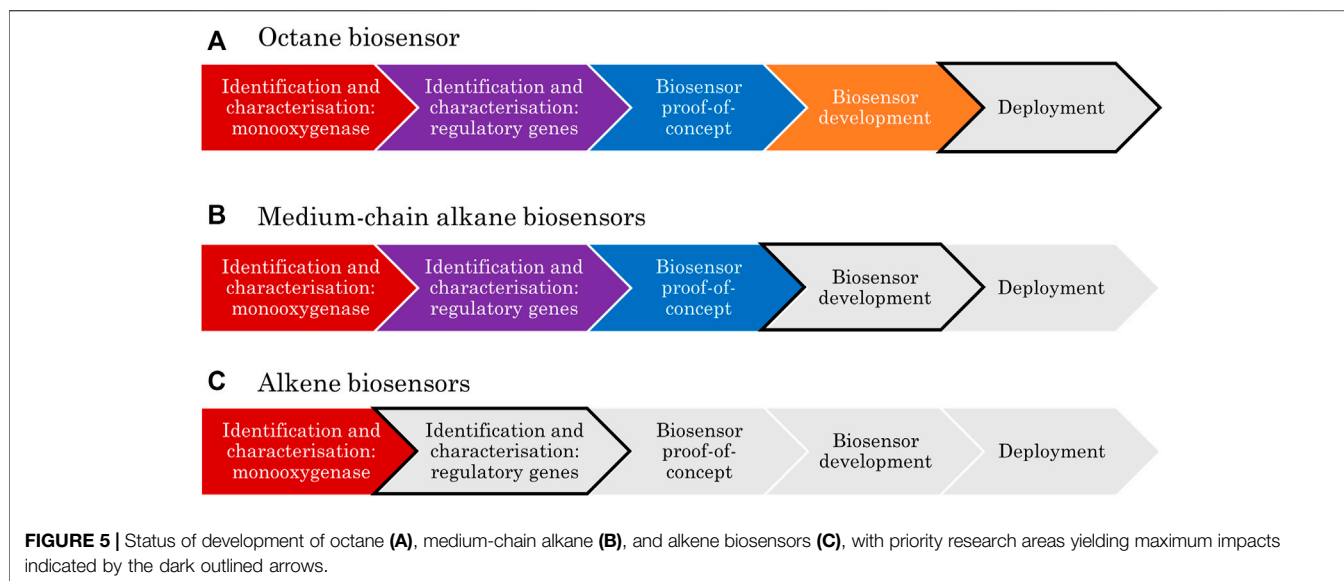 A Octane biosensor
Identification and
characterisation:
monooxygenase
Identification and
characterisation:
regulatory genes
Biosensor
proof-of-
concept
Biosensor
development
Deployment
B Medium-chain alkane biosensors
Identification and
characterisation:
monooxygenase
Identification and
characterisation:
regulatory genes
Biosensor
proof-of-
concept
Biosensor
development
Deployment
C Alkene biosensors
Identification and
characterisation:
monooxygenase
Identification and
characterisation:
regulatory genes
Biosensor
proof-of-
concept
Biosensor
development
Deployment
FIGURE 5 | Status of development of octane (A), medium-chain alkane (B), and alkene biosensors (C), with priority research areas yielding maximum impacts
indicated by the dark outlined arrows.